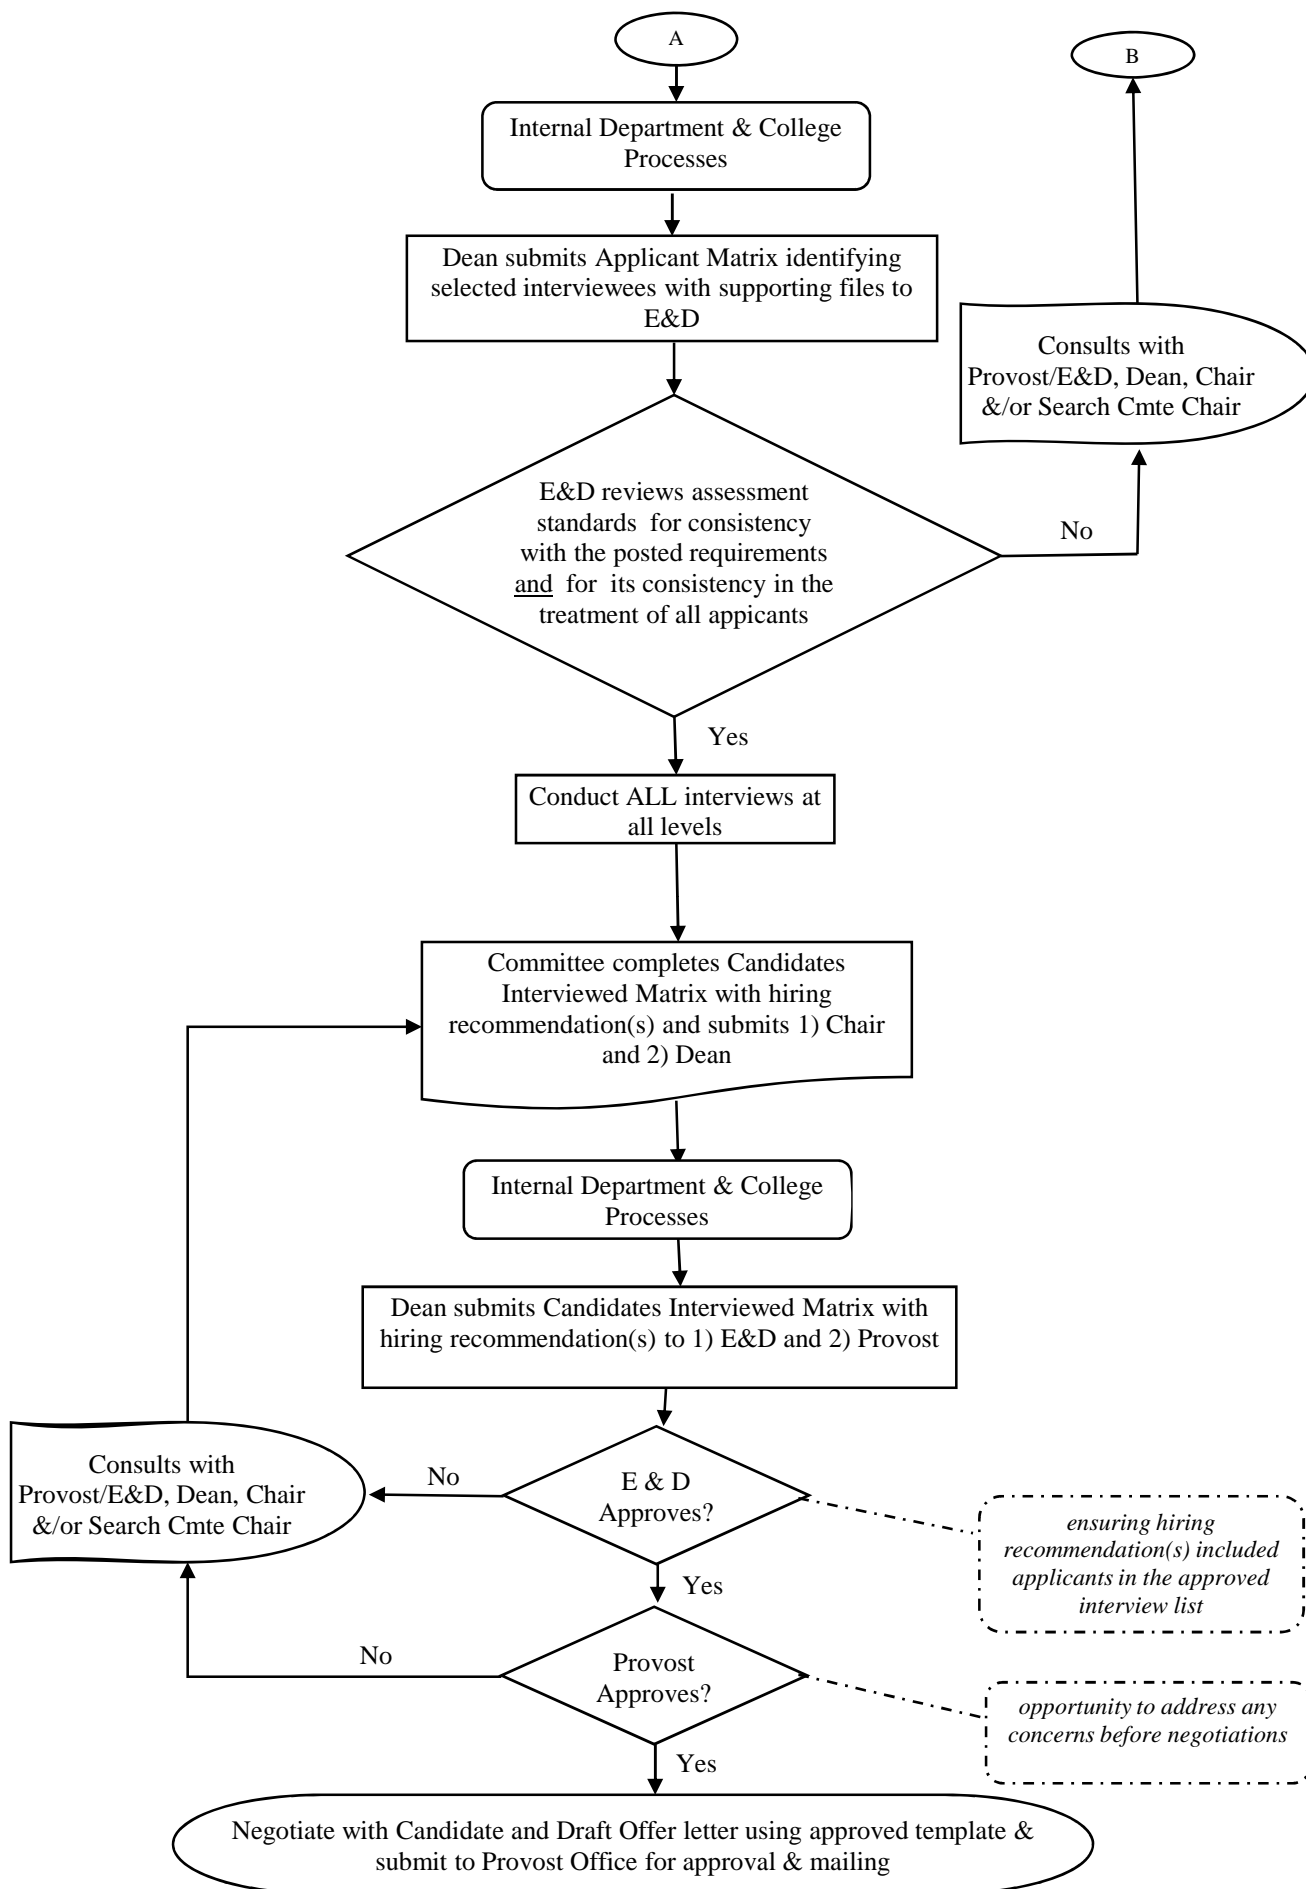 A
B
Internal Department & College
Processes
Dean submits Applicant Matrix identifying
selected interviewees with supporting files to
E&D
Consults with
Provost/E&D, Dean, Chair
&/or Search Cmte Chair
E&D reviews assessment
standards for consistency
with the posted requirements
and for its consistency in the
treatment of all appicants
No
Yes
Conduct ALL interviews at
all levels
Committee completes Candidates
Interviewed Matrix with hiring
recommendation(s) and submits 1) Chair
and 2) Dean
Internal Department & College
Processes
Dean submits Candidates Interviewed Matrix with
hiring recommendation(s) to 1) E&D and 2) Provost
Consults with
Provost/E&D, Dean, Chair
&/or Search Cmte Chair
No
E & D
Approves?
ensuring hiring
recommendation(s) included
applicants in the approved
interview list
Yes
No
Provost
Approves?
opportunity to address any
concerns before negotiations
Yes
Negotiate with Candidate and Draft Offer letter using approved template &
submit to Provost Office for approval & mailing